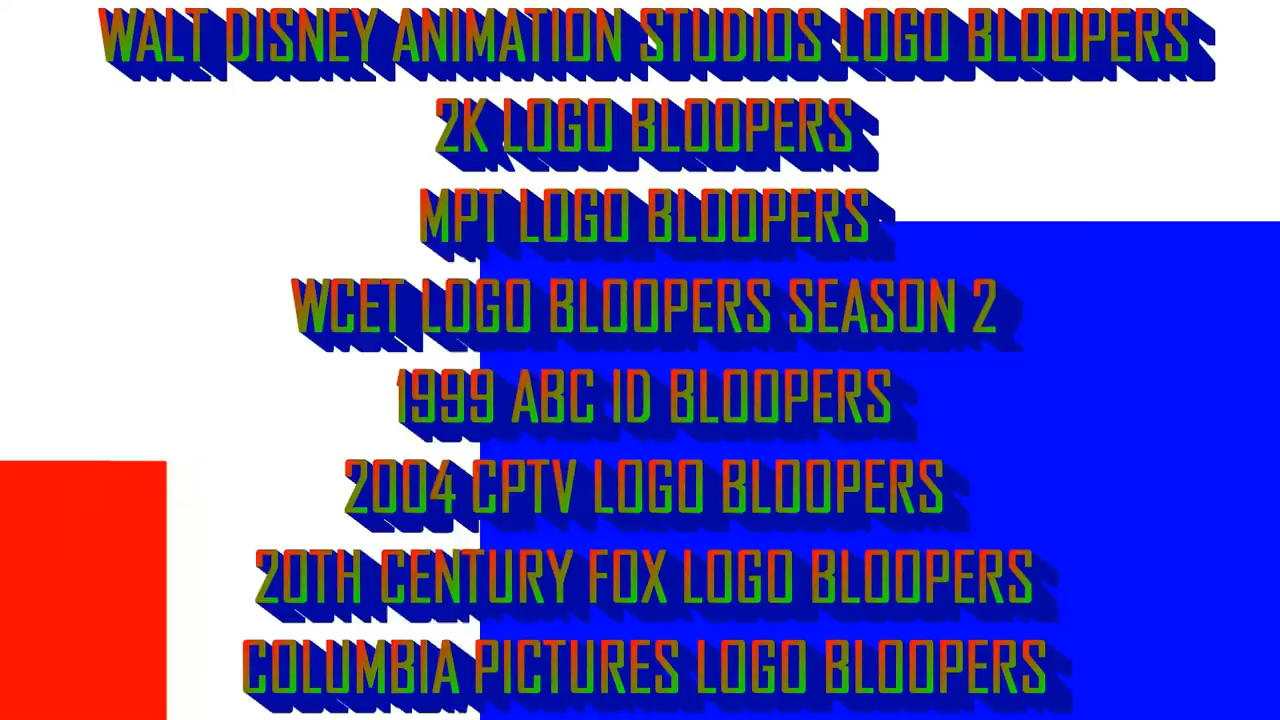 WALT DISNEY ANIMATION STUDIOS LOGO BLOOPERS
2K LOGO BLOOPERS
MPT LOGO BLOOPERS
WCET LOGO BLOOPERS SEASON 2
1999 ABC ID BLOOPERS
2004 CPTV LOGO BLOOPERS
20TH CENTURY FOX LOGO BLOOPERS
COLUMBIA PICTURES LOGO BLOOPERS